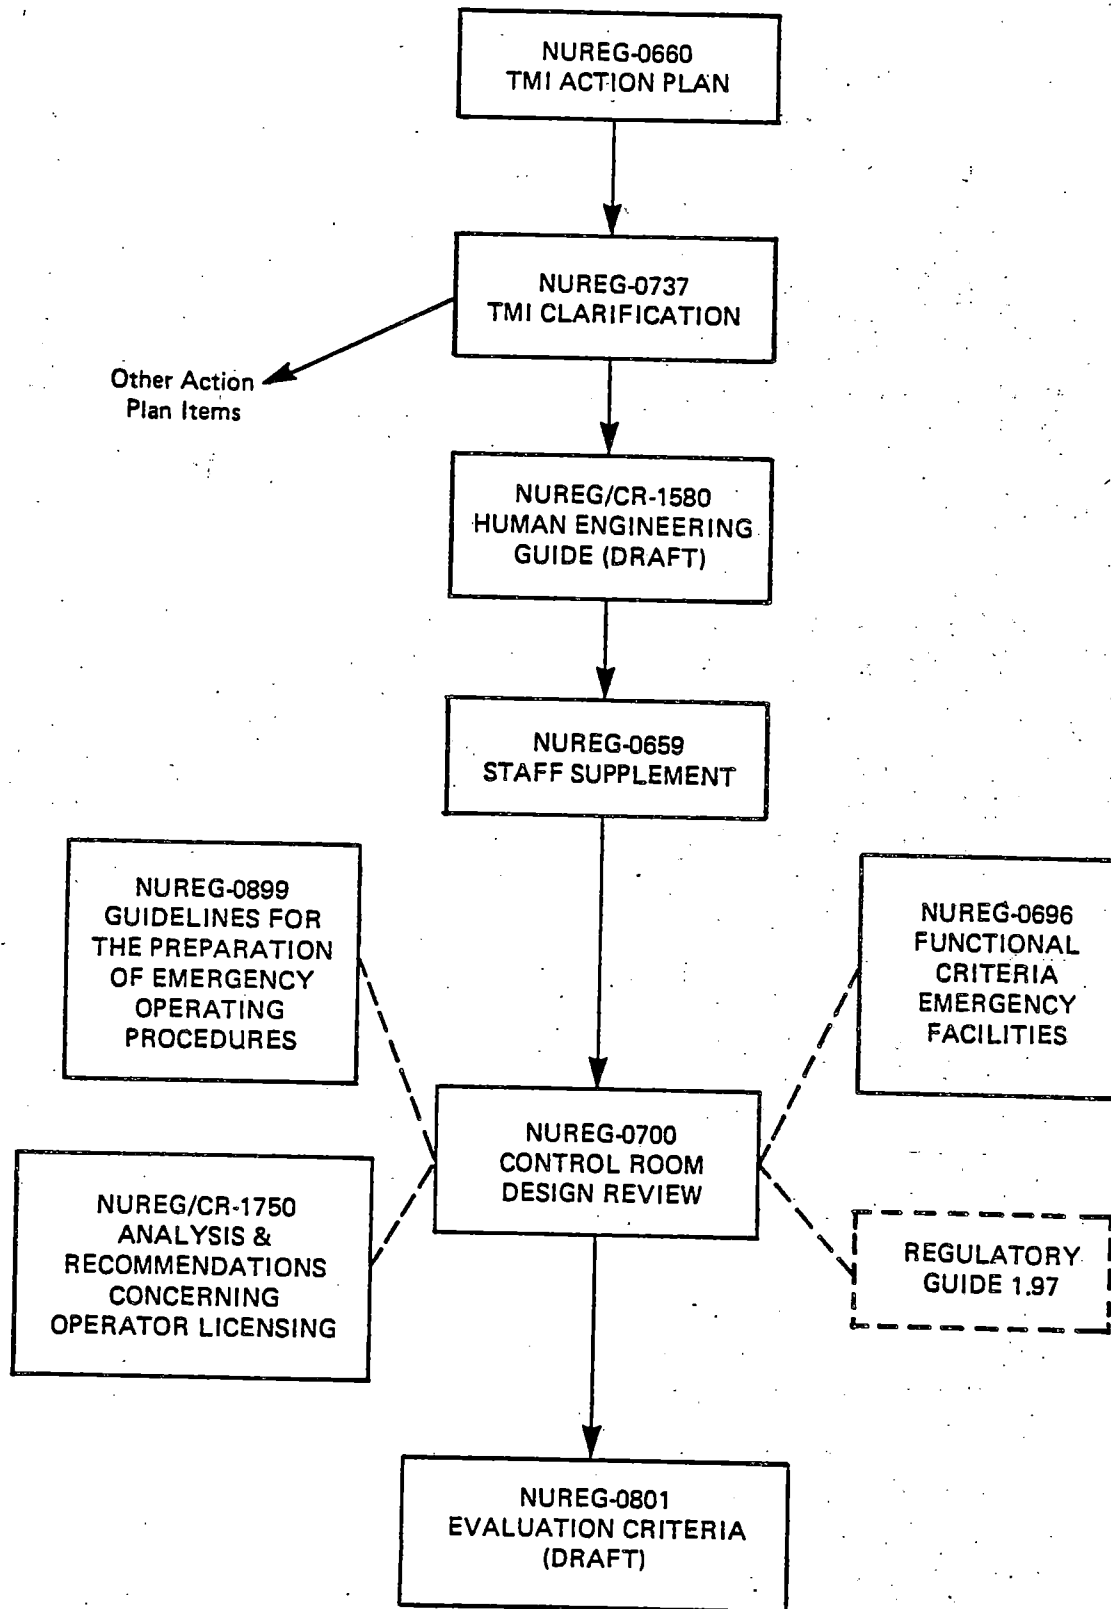 NUREG-0660
TMI ACTION PLAN
NUREG-0737
TMI CLARIFICATION
Other Action
Plan Items
NUREG/CR-1580
HUMAN ENGINEERING
GUIDE (DRAFT)
NUREG-0659
STAFF SUPPLEMENT
NUREG-0899
GUIDELINES FOR
THE PREPARATION
OF EMERGENCY
OPERATING
PROCEDURES
NUREG-0696
FUNCTIONAL
CRITERIA
EMERGENCY
FACILITIES
NUREG-0700
CONTROL ROOM
DESIGN REVIEW
NUREG/CR-1750
ANALYSIS &
RECOMMENDATIONS
CONCERNING
OPERATOR LICENSING
REGULATORY
GUIDE 1.97
NUREG-0801
EVALUATION CRITERIA
(DRAFT)